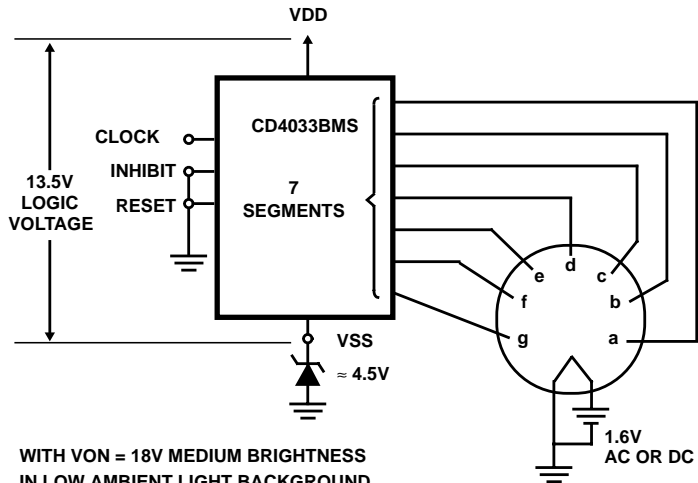 VDD
CD4033BMS
CLOCK
INHIBIT
RESET
13.5V
LOGIC
VOLTAGE
7
SEGMENTS
d
e
c
f
b
g
a
VSS
≈ 4.5V
1.6V
AC OR DC
WITH VON = 18V MEDIUM BRIGHTNESS
IN LOW AMBIENT LIGHT BACKGROUND